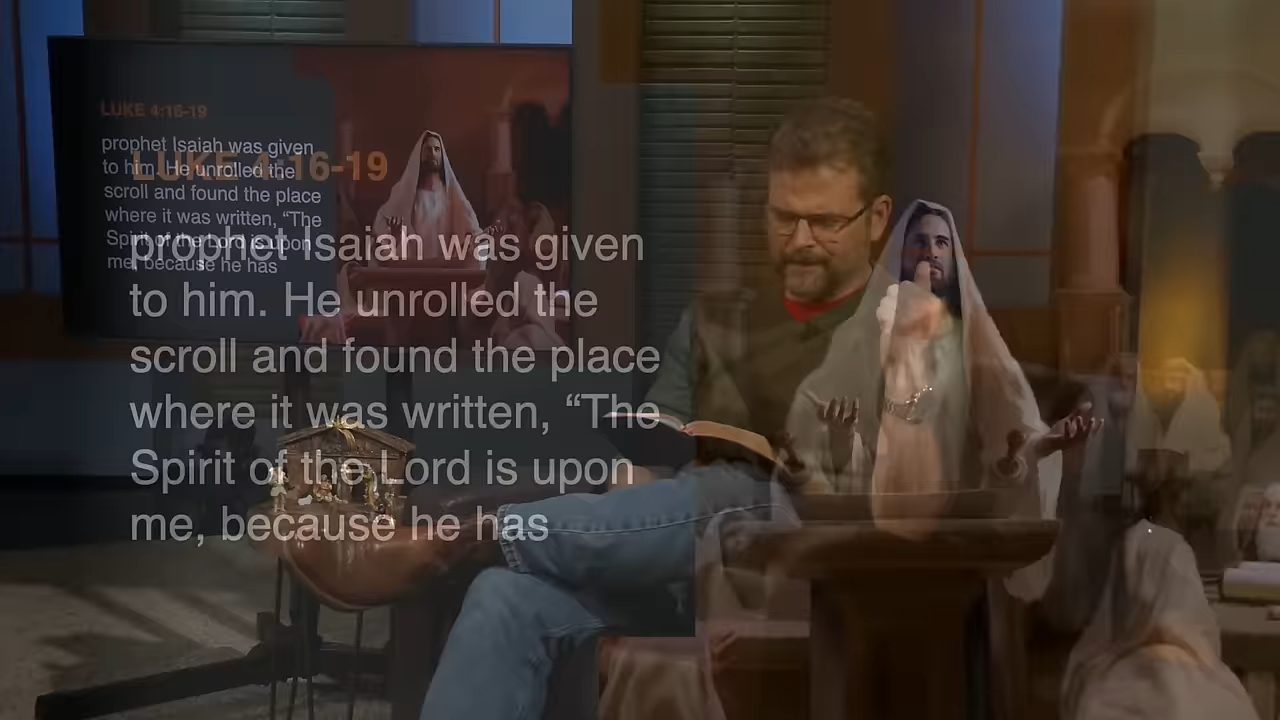 LUKE 4:16-19
prophet Isaiah was given
to him. He unrolled the
scroll and found the place
where it was written, “The
Spirit of the Lord is upon
me, because he has
LUKE 4:16-19
prophet Isaiah was given
to him. He unrolled the
scroll and found the place
where it was written, “The
Spirit of the Lord is upon
me, because he has